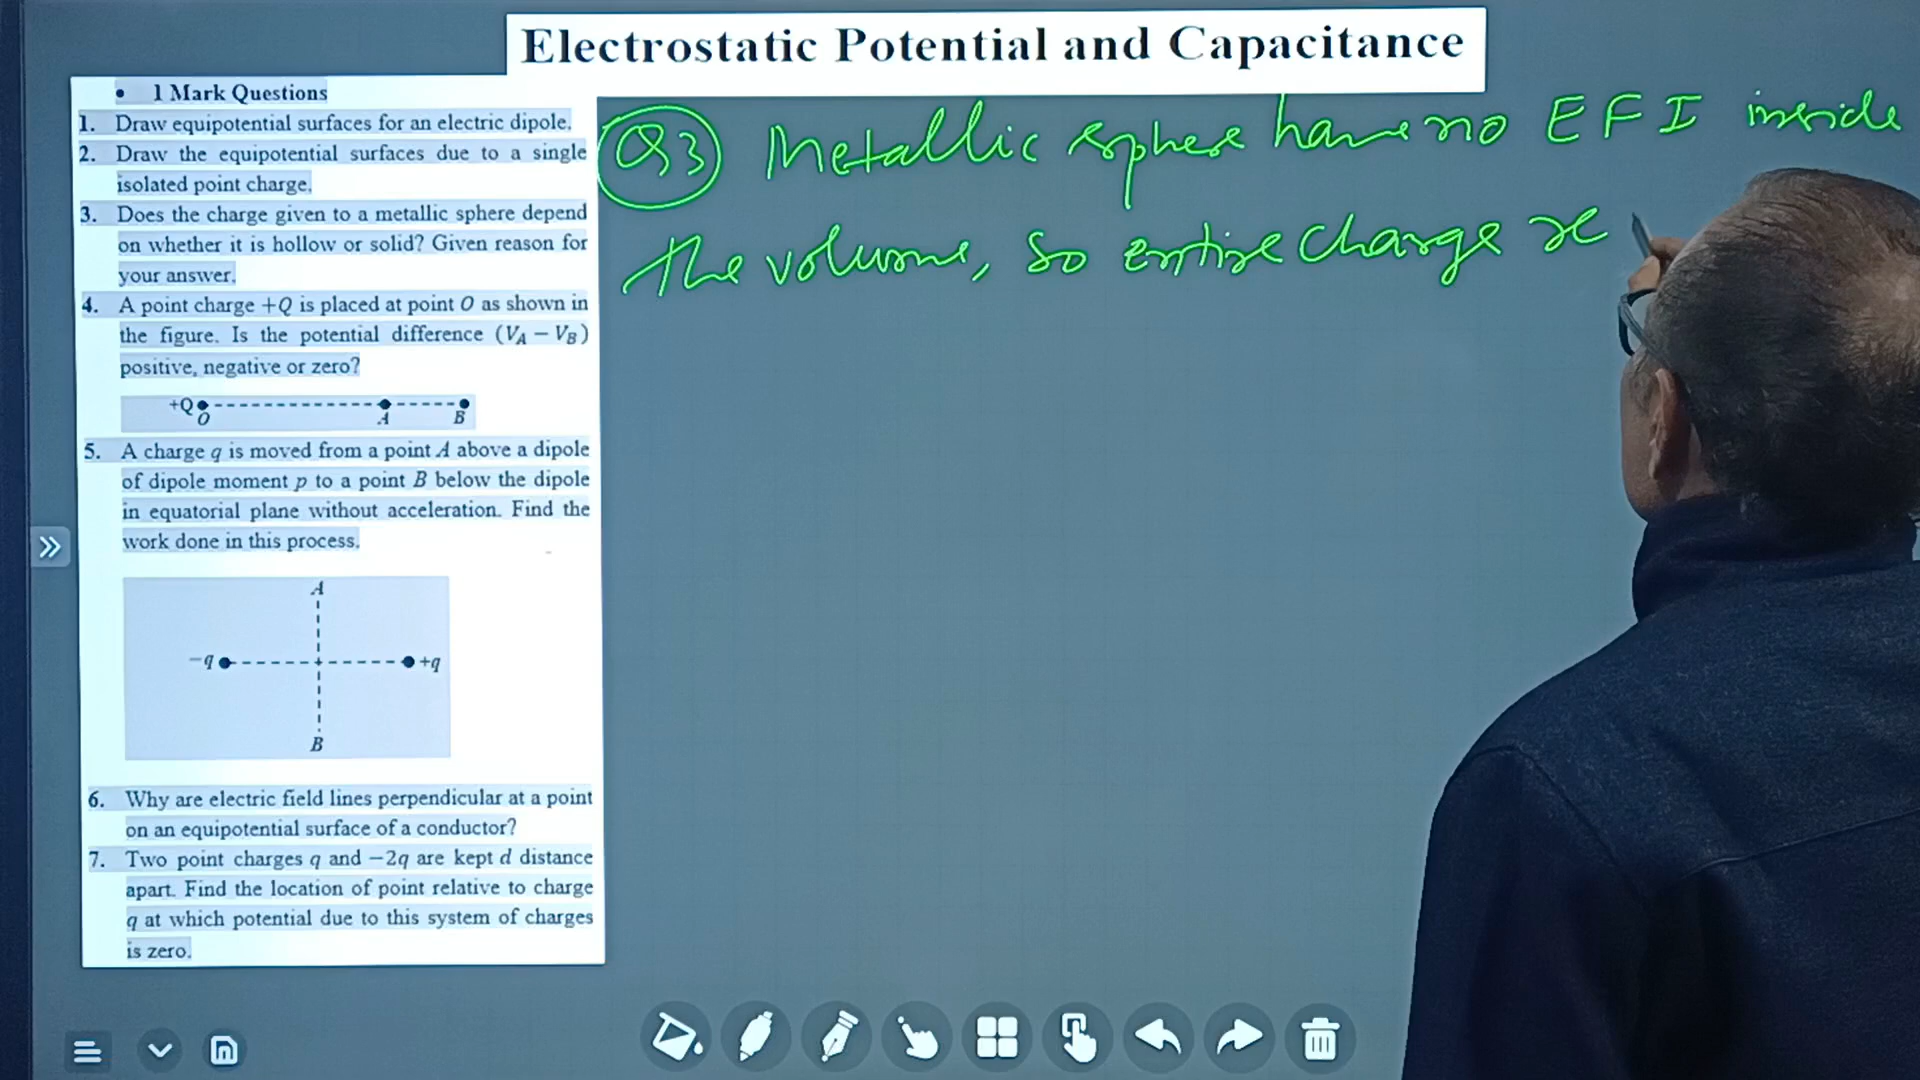 Electrostatic Potential and Capacitance
• 1 Mark Questions
1. Draw equipotential surfaces for an electric dipole.
2. Draw the equipotential surfaces due to a single
isolated point charge.
3. Does the charge given to a metallic sphere depend
on whether it is hollow or solid? Given reason for
your answer.
4. A point charge +Q is placed at point O as shown in
the figure. Is the potential difference (VA − VB)
positive, negative or zero?
+Q
O A B
5. A charge q is moved from a point A above a dipole
of dipole moment p to a point B below the dipole
in equatorial plane without acceleration. Find the
work done in this process.
A
−q +q
B
6. Why are electric field lines perpendicular at a point
on an equipotential surface of a conductor?
7. Two point charges q and −2q are kept d distance
apart. Find the location of point relative to charge
q at which potential due to this system of charges
is zero.
Q3 Metallic sphere have no EFI inside
the volume, so entire charge re